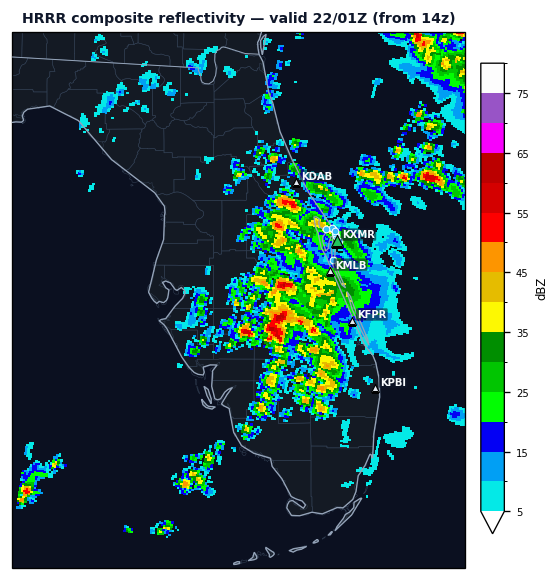 HRRR composite reflectivity — valid 22/01Z (from 14z)
KDAB
KXMR
KMLB
KFPR
KPBI
75
65
55
45
35
25
15
5
dBZ